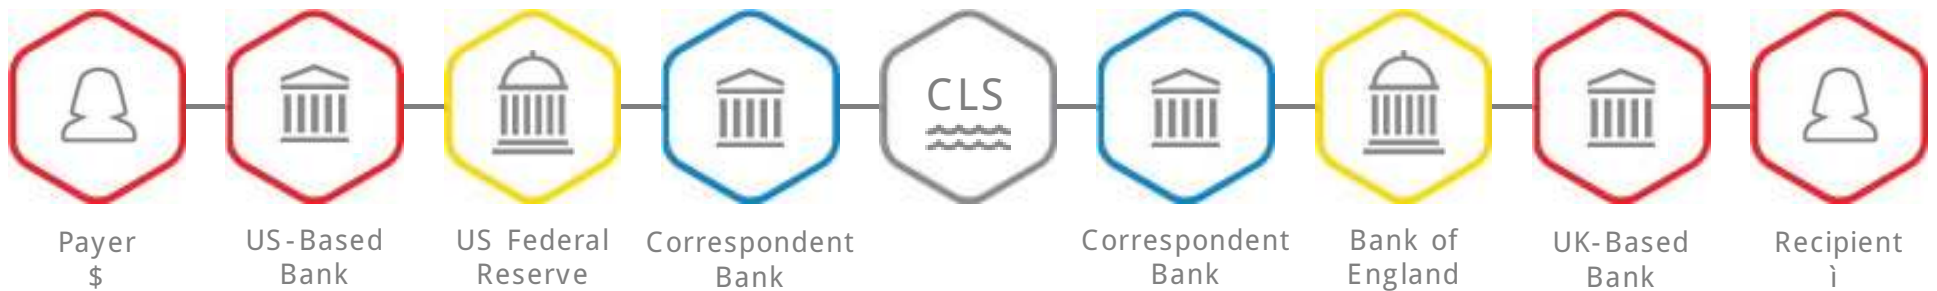 CLS
Payer
$
US-Based
Bank
US Federal
Reserve
Correspondent
Bank
Correspondent
Bank
Bank of
England
UK-Based
Bank
Recipient
ì